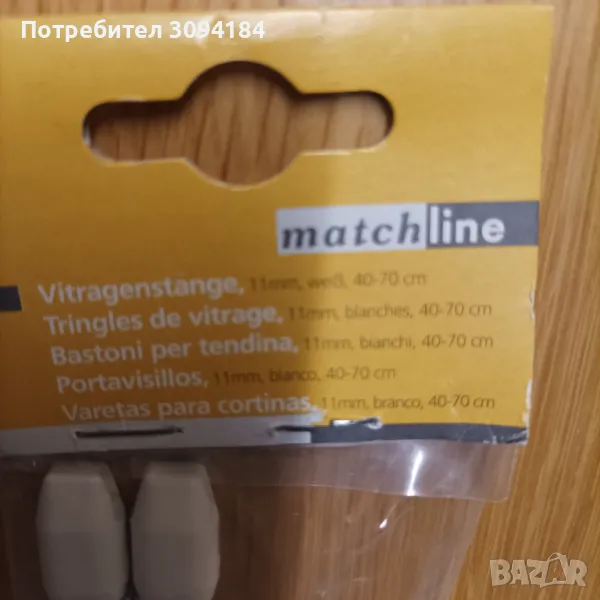 Потребител 3094184
matchline
Vitragenstange, 11mm, weiß, 40-70 cm
Tringles de vitrage, 11mm, blanches, 40-70 cm
Bastoni per tendina, 11mm, bianchi, 40-70 cm
Portavisillos, 11mm, bianco, 40-70 cm
Varetas para cortinas, 11mm, branco, 40-70 cm
BAZAR